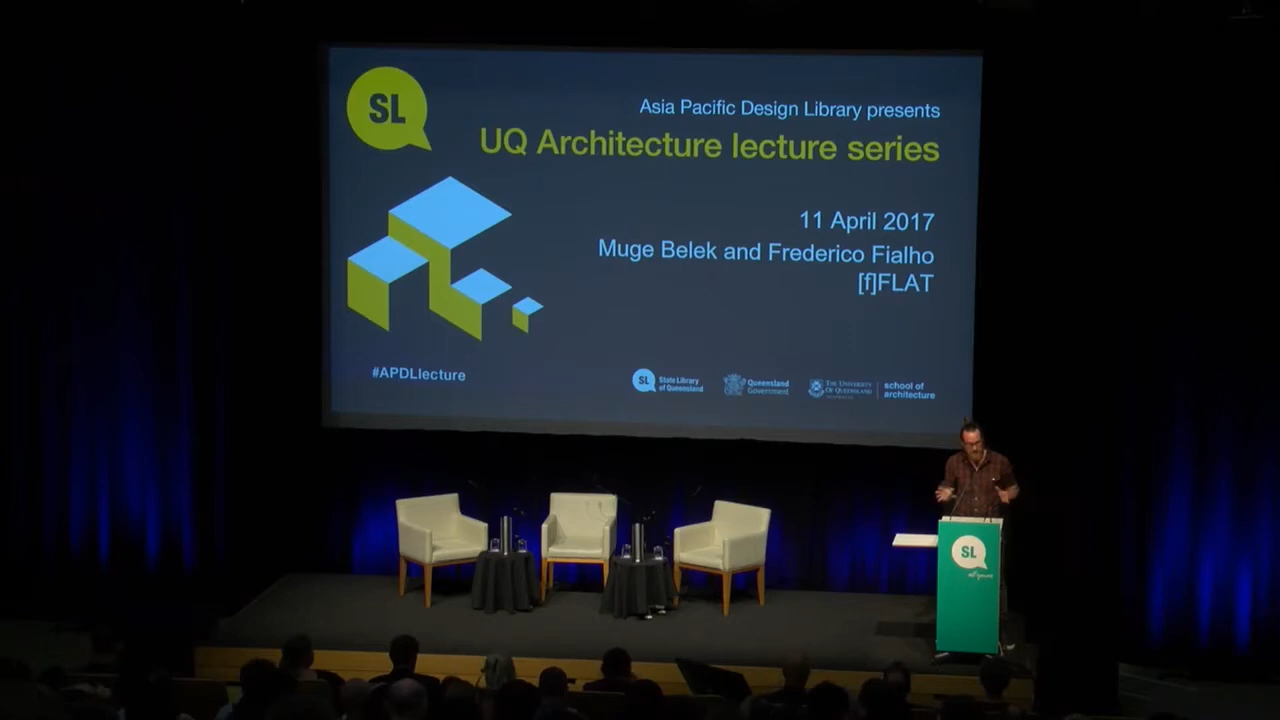 SL
Asia Pacific Design Library presents
UQ Architecture lecture series
11 April 2017
Muge Belek and Frederico Fialho
[f]FLAT
#APDLlecture
SL
State Library
of Queensland
Queensland
Government
THE UNIVERSITY
OF QUEENSLAND
school of
architecture
SL